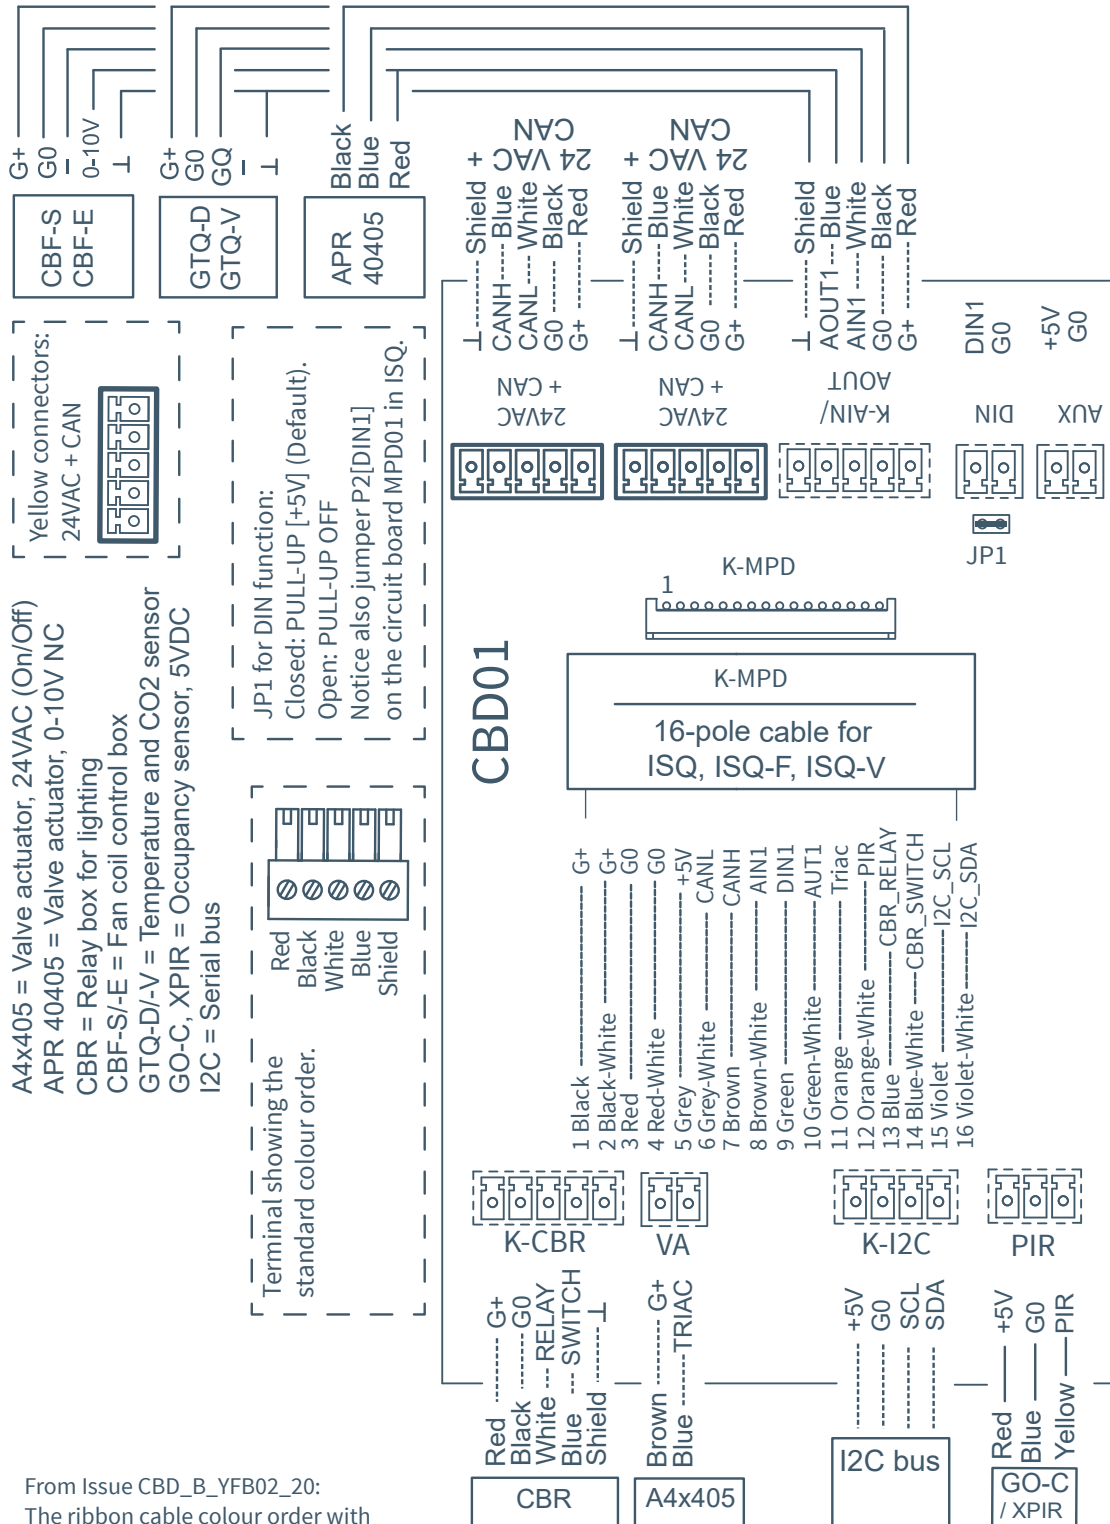 G+
G0
–
0-10V
⊥
G+
G0
GQ
–
⊥
Black
Blue
Red
CBF-S
CBF-E
GTQ-D
GTQ-V
APR
40405
24 VAC +
CAN
24 VAC +
CAN
⊥ Shield
CANH Blue
CANL White
G0 Black
G+ Red
⊥ Shield
CANH Blue
CANL White
G0 Black
G+ Red
⊥ Shield
AOUT1 Blue
AIN1 White
G0 Black
G+ Red
DIN1
G0
+5V
G0
24VAC
+ CAN
24VAC
+ CAN
K-AIN/
AOUT
DIN
AUX
JP1
Yellow connectors:
24VAC + CAN
JP1 for DIN function:
Closed: PULL-UP [+5V] (Default).
Open: PULL-UP OFF
Notice also jumper P2[DIN1]
on the circuit board MPD01 in ISQ.
A4x405 = Valve actuator, 24VAC (On/Off)
APR 40405 = Valve actuator, 0-10V NC
CBR = Relay box for lighting
CBF-S/-E = Fan coil control box
GTQ-D/-V = Temperature and CO2 sensor
GO-C, XPIR = Occupancy sensor, 5VDC
I2C = Serial bus
Red
Black
White
Blue
Shield
Terminal showing the
standard colour order.
CBD01
K-MPD
1
K-MPD
16-pole cable for
ISQ, ISQ-F, ISQ-V
1 Black G+
2 Black-White G+
3 Red G0
4 Red-White G0
5 Grey +5V
6 Grey-White CANL
7 Brown CANH
8 Brown-White AIN1
9 Green DIN1
10 Green-White AUT1
11 Orange Triac
12 Orange-White PIR
13 Blue CBR_RELAY
14 Blue-White CBR_SWITCH
15 Violet I2C_SCL
16 Violet-White I2C_SDA
K-CBR
VA
K-I2C
PIR
Red G+
Black G0
White RELAY
Blue SWITCH
Shield ⊥
Brown G+
Blue TRIAC
+5V
G0
SCL
SDA
Red +5V
Blue G0
Yellow PIR
CBR
A4x405
I2C bus
GO-C
/ XPIR
From Issue CBD_B_YFB02_20:
The ribbon cable colour order with